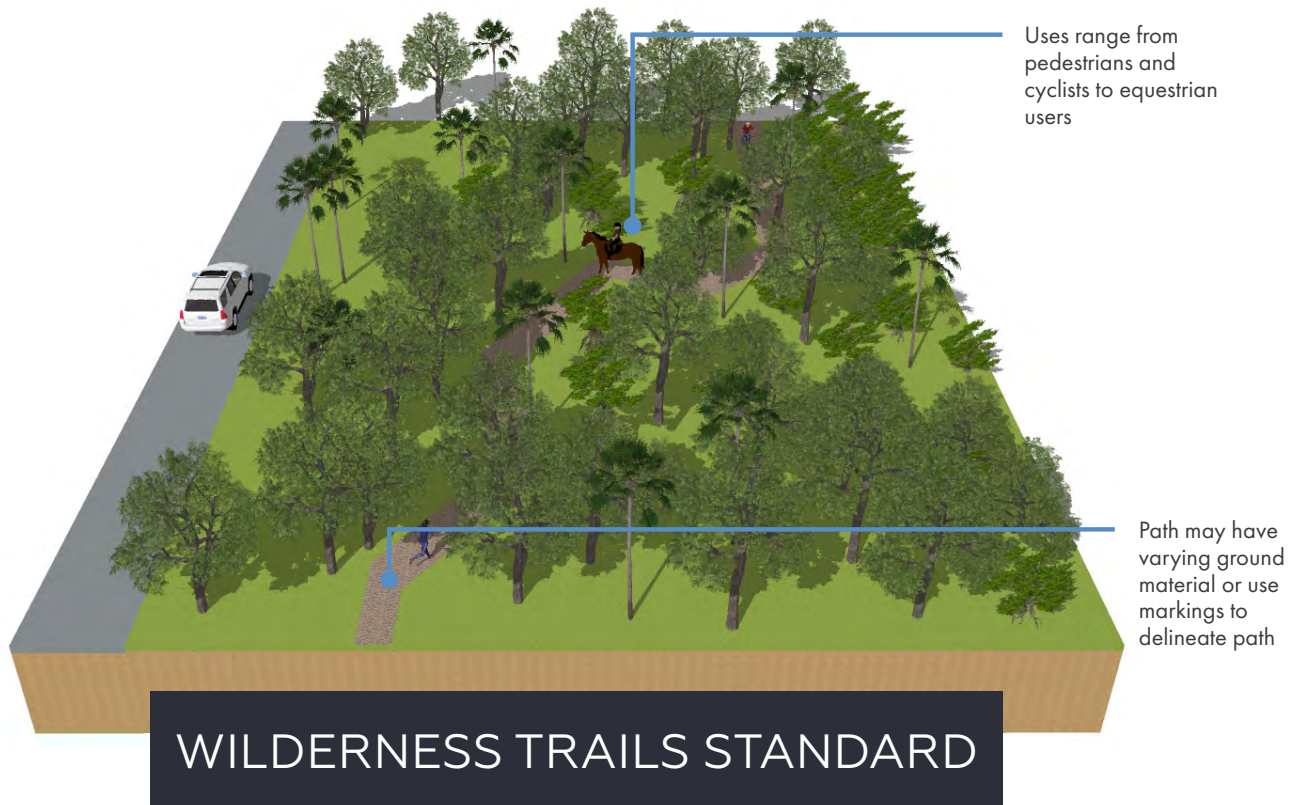 Uses range from
pedestrians and
cyclists to equestrian
users
Path may have
varying ground
material or use
markings to
delineate path
WILDERNESS TRAILS STANDARD